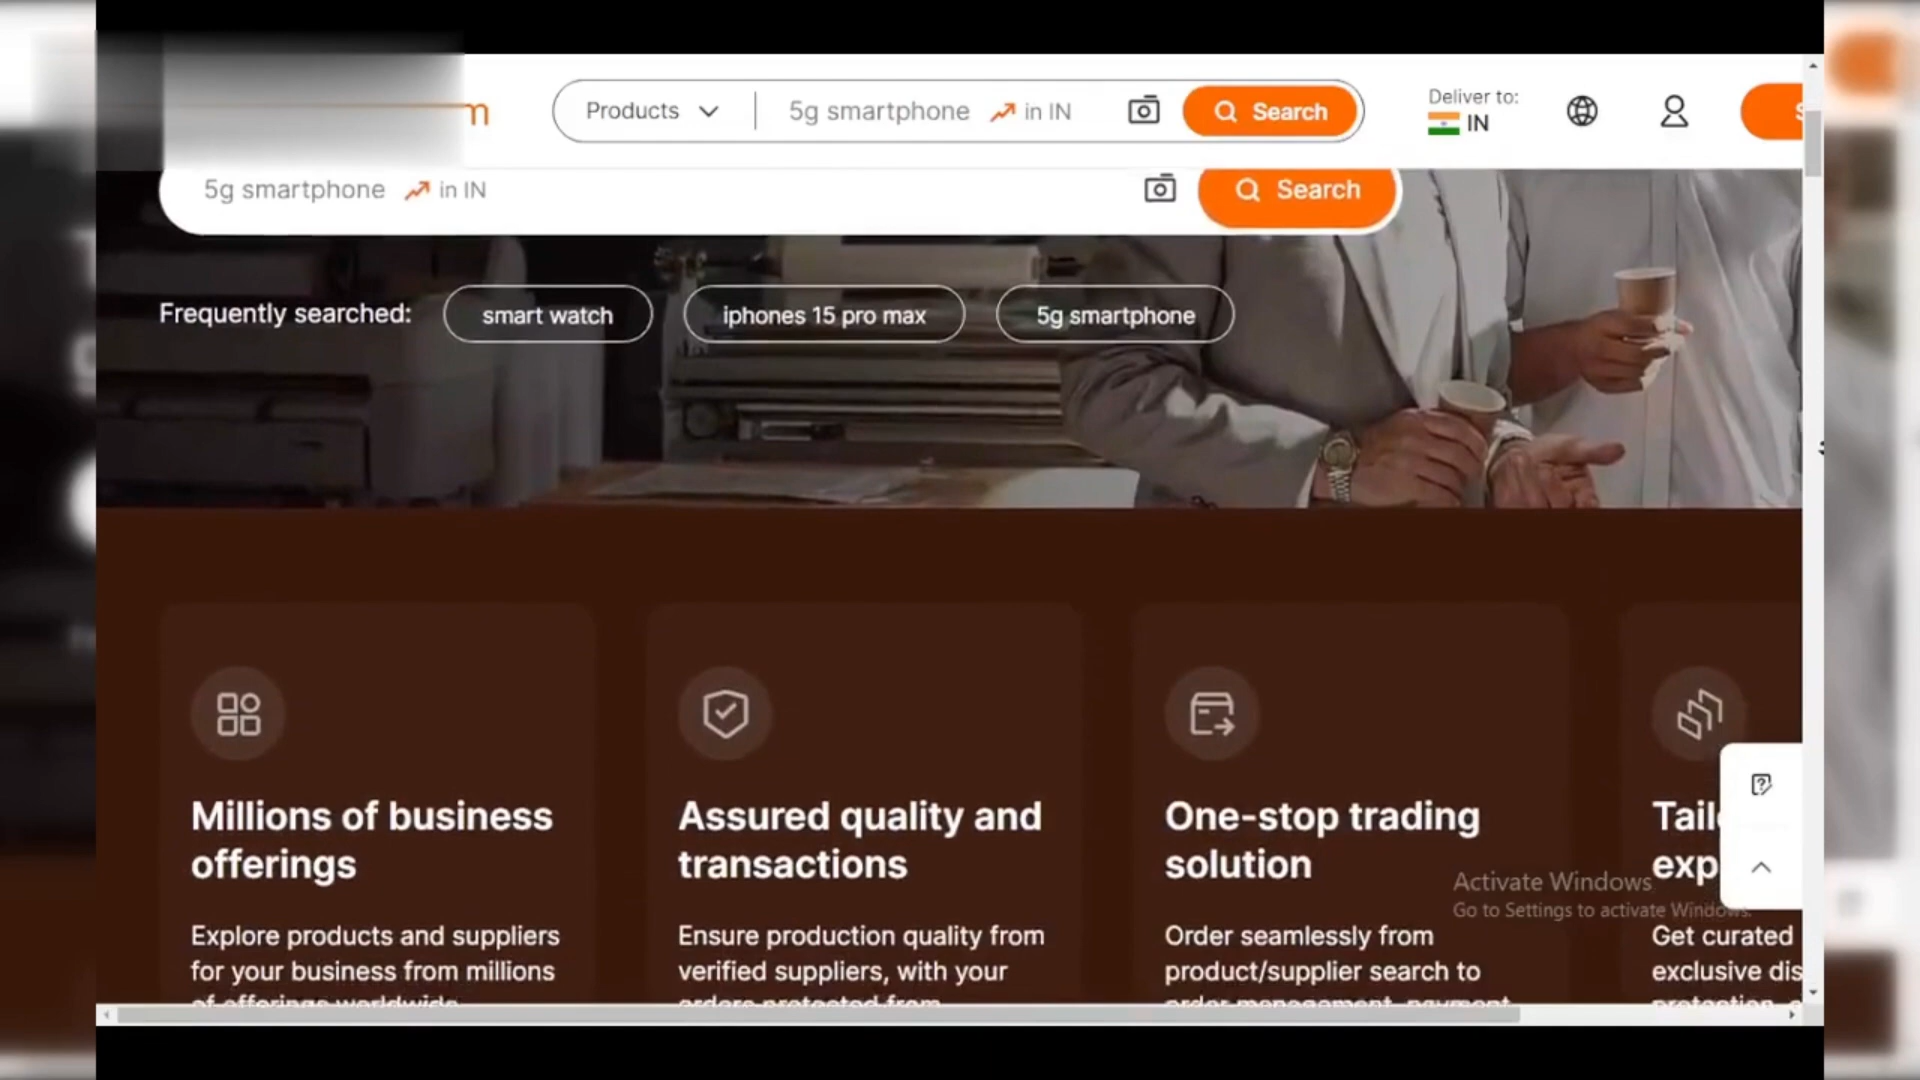 m
Products
5g smartphone in IN
Search
Deliver to:
IN
5g smartphone in IN
Search
Frequently searched:
smart watch
iphones 15 pro max
5g smartphone
Millions of business
offerings
Explore products and suppliers
for your business from millions
of offerings worldwide
Assured quality and
transactions
Ensure production quality from
verified suppliers, with your
orders protected from
One-stop trading
solution
Order seamlessly from
product/supplier search to
order management, payment
exp
Get curated
exclusive dis
Activate Windows
Go to Settings to activate Windows.